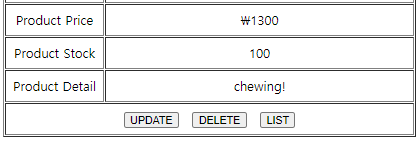 Product Price ₩1300
Product Stock 100
Product Detail chewing!
UPDATE DELETE LIST